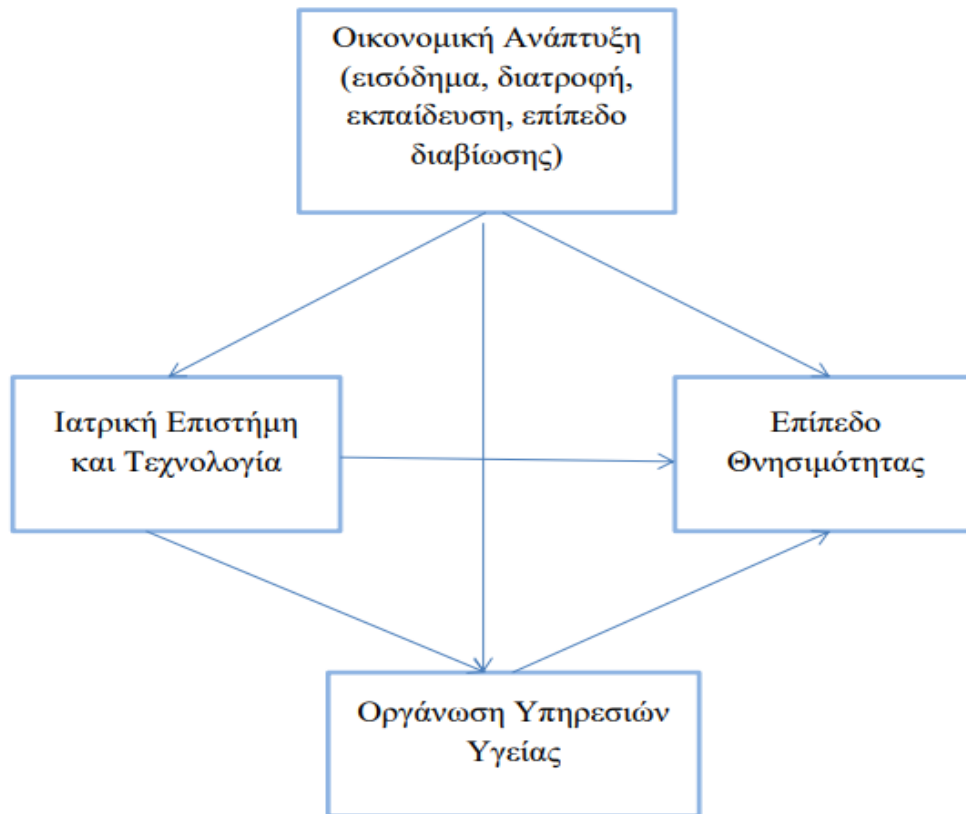 Οικονομική Ανάπτυξη
(εισόδημα, διατροφή,
εκπαίδευση, επίπεδο
διαβίωσης)
Ιατρική Επιστήμη
και Τεχνολογία
Επίπεδο
Θνησιμότητας
Οργάνωση Υπηρεσιών
Υγείας